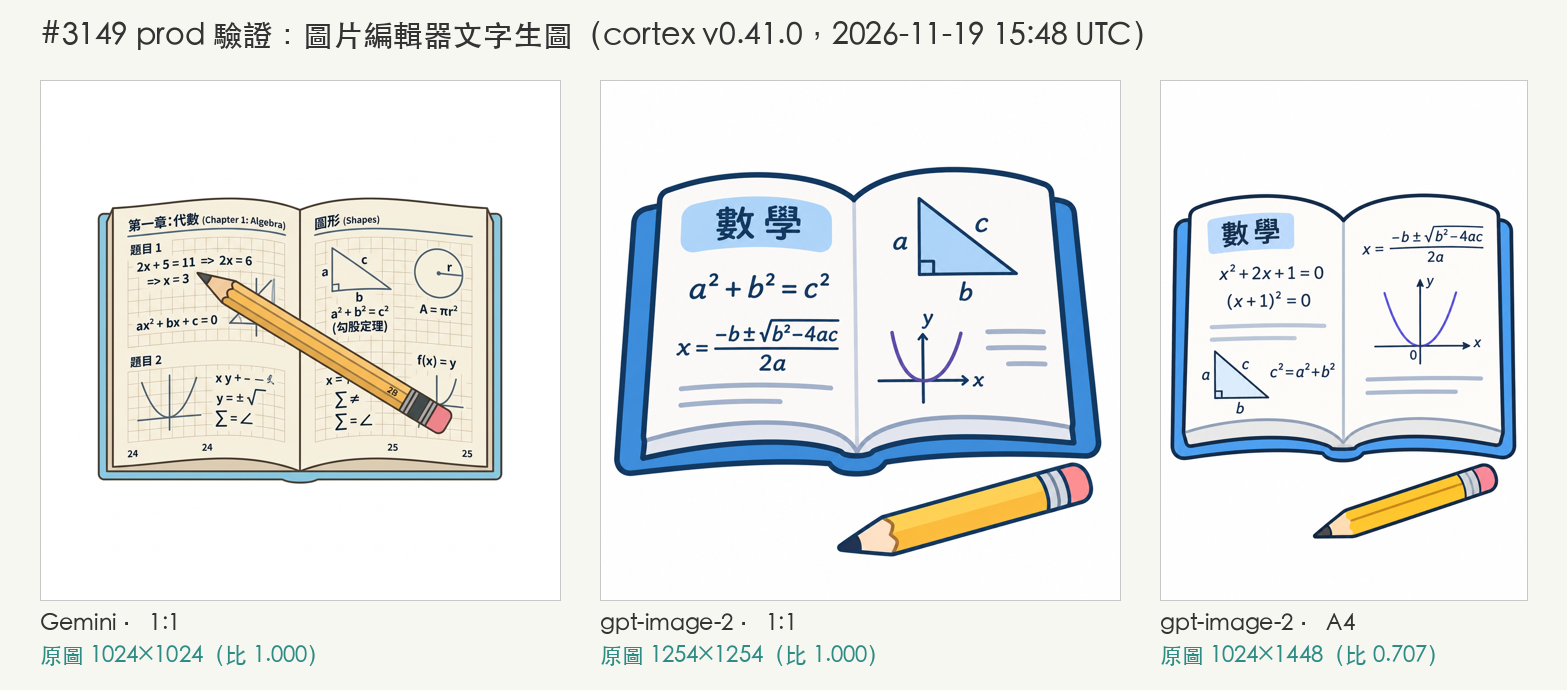 #3149 prod 驗證：圖片編輯器文字生圖（cortex v0.41.0，2026-11-19 15:48 UTC）
第一章：代數 (Chapter 1: Algebra)
題目 1
2x + 5 = 11 => 2x = 6
=> x = 3
ax² + bx + c = 0
題目 2
x y + -
y = ± √
∑ = ∠
24
24
圖形 (Shapes)
a
c
b
r
a² + b² = c²
(勾股定理)
A = πr²
f(x) = y
x =
∑ ≠
∑ = ∠
2B
25
25
數學
a² + b² = c²
x = −b ± √b²−4ac / 2a
a
c
b
y
x
數學
x² + 2x + 1 = 0
(x + 1)² = 0
a
c
b
c² = a² + b²
x = −b ± √b²−4ac / 2a
y
0
x
Gemini · 1:1
原圖 1024×1024（比 1.000）
gpt-image-2 · 1:1
原圖 1254×1254（比 1.000）
gpt-image-2 · A4
原圖 1024×1448（比 0.707）